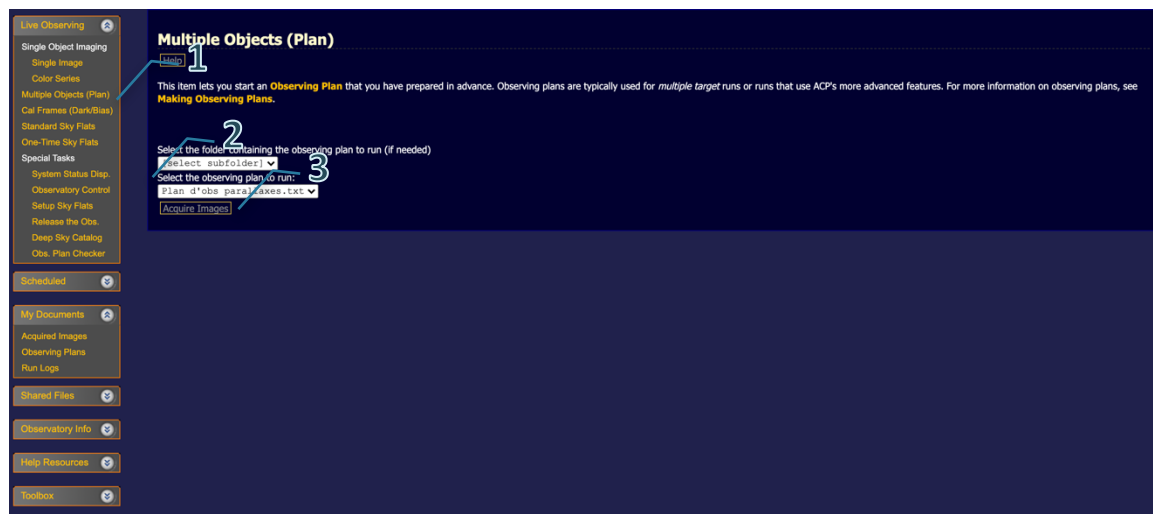 Live Observing
Single Object Imaging
Single Image
Color Series
Multiple Objects (Plan)
Cal Frames (Dark/Bias)
Standard Sky Flats
One-Time Sky Flats
Special Tasks
System Status Disp.
Observatory Control
Setup Sky Flats
Release the Obs.
Deep Sky Catalog
Obs. Plan Checker
Scheduled
My Documents
Acquired Images
Observing Plans
Run Logs
Shared Files
Observatory Info
Help Resources
Toolbox
Multiple Objects (Plan)
1
Help
This item lets you start an Observing Plan that you have prepared in advance. Observing plans are typically used for multiple target runs or runs that use ACP's more advanced features. For more information on observing plans, see
Making Observing Plans.
2
Select the folder containing the observing plan to run (if needed)
[select subfolder]
3
Select the observing plan to run:
Plan d'obs parallaxes.txt
Acquire Images